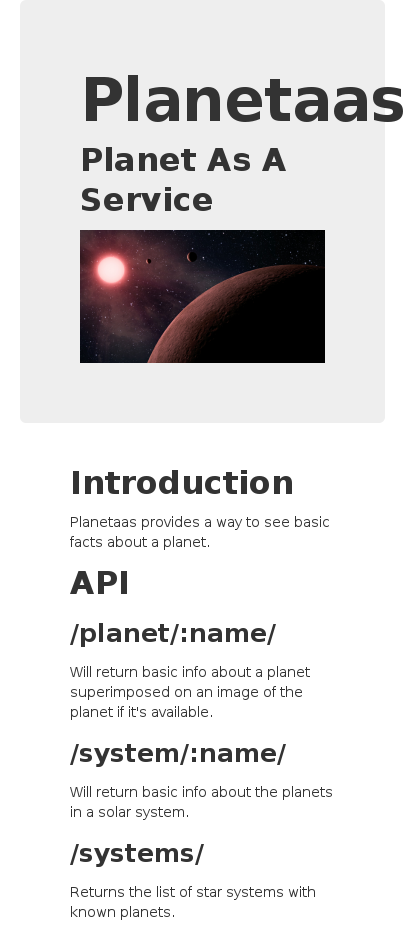 Planetaas
Planet As A
Service
Introduction
Planetaas provides a way to see basic
facts about a planet.
API
/planet/:name/
Will return basic info about a planet
superimposed on an image of the
planet if it's available.
/system/:name/
Will return basic info about the planets
in a solar system.
/systems/
Returns the list of star systems with
known planets.